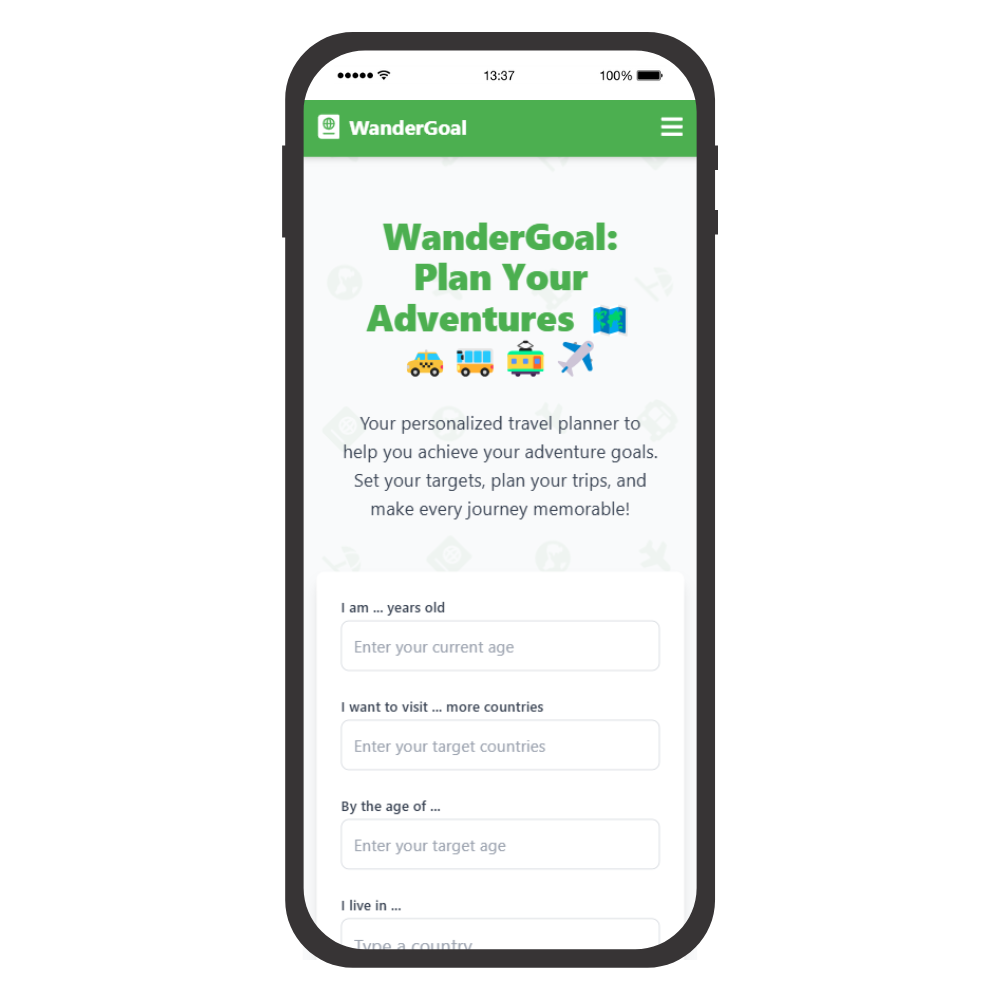 13:37
100%
WanderGoal
WanderGoal:
Plan Your
Adventures
Your personalized travel planner to
help you achieve your adventure goals.
Set your targets, plan your trips, and
make every journey memorable!
I am ... years old
Enter your current age
I want to visit ... more countries
Enter your target countries
By the age of ...
Enter your target age
I live in ...
Type a country